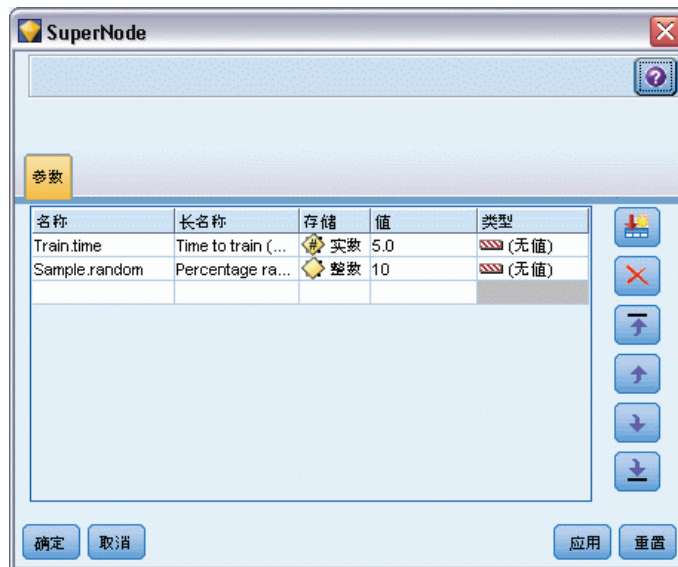 SuperNode
参数
名称 长名称 存储 值 类型
Train.time Time to train (... 实数 5.0 (无值)
Sample.random Percentage ra... 整数 10 (无值)
确定 取消 应用 重置